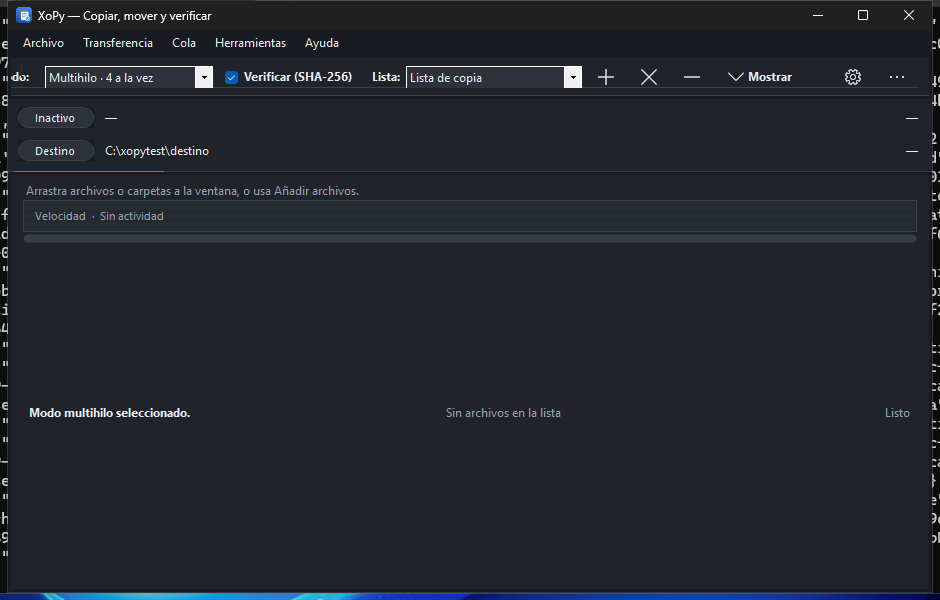 XoPy — Copiar, mover y verificar
Archivo Transferencia Cola Herramientas Ayuda
do: Multihilo · 4 a la vez Verificar (SHA-256) Lista: Lista de copia Mostrar
Inactivo — —
Destino C:\xopytest\destino —
Arrastra archivos o carpetas a la ventana, o usa Añadir archivos.
Velocidad · Sin actividad
Modo multihilo seleccionado. Sin archivos en la lista Listo